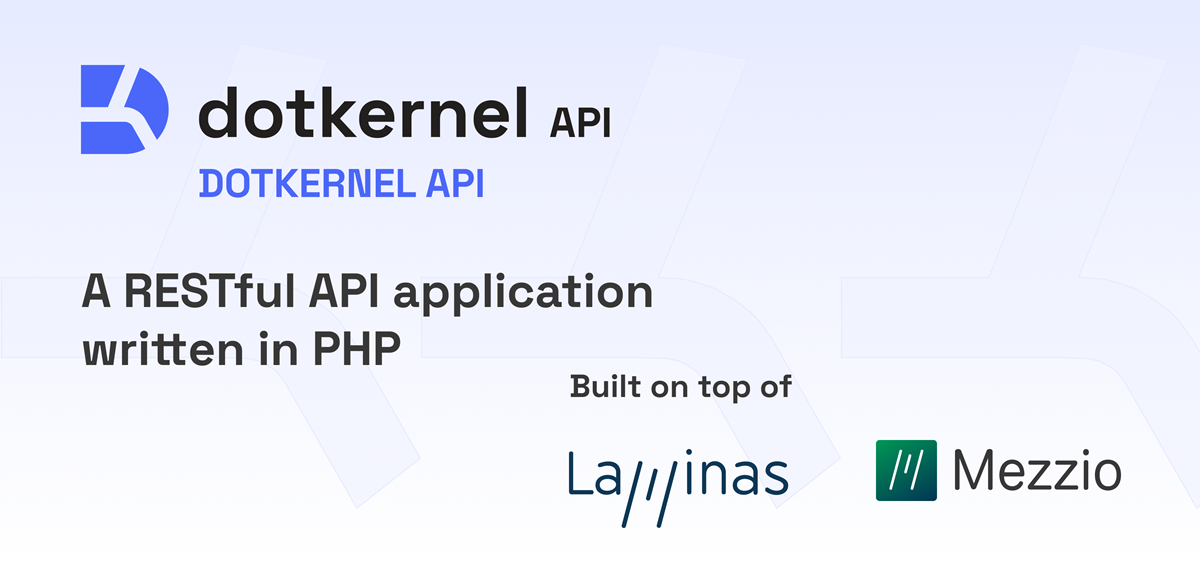 dotkernel API
DOTKERNEL API
A RESTful API application
written in PHP
Built on top of
Laminas
Mezzio